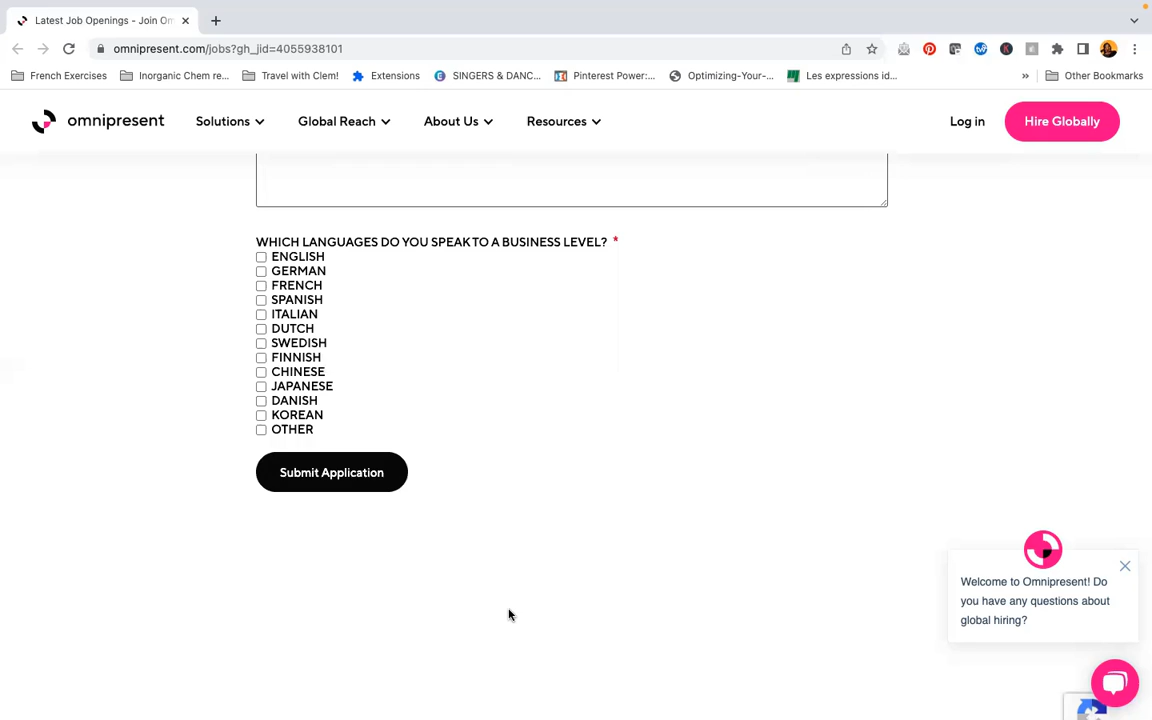 Latest Job Openings - Join Om
omnipresent.com/jobs?gh_jid=4055938101
French Exercises
Inorganic Chem re...
Travel with Clem!
Extensions
SINGERS & DANC...
Pinterest Power:...
Optimizing-Your-...
Les expressions id...
»
Other Bookmarks
omnipresent
Solutions
Global Reach
About Us
Resources
Log in
Hire Globally
WHICH LANGUAGES DO YOU SPEAK TO A BUSINESS LEVEL? *
ENGLISH
GERMAN
FRENCH
SPANISH
ITALIAN
DUTCH
SWEDISH
FINNISH
CHINESE
JAPANESE
DANISH
KOREAN
OTHER
Submit Application
Welcome to Omnipresent! Do
you have any questions about
global hiring?